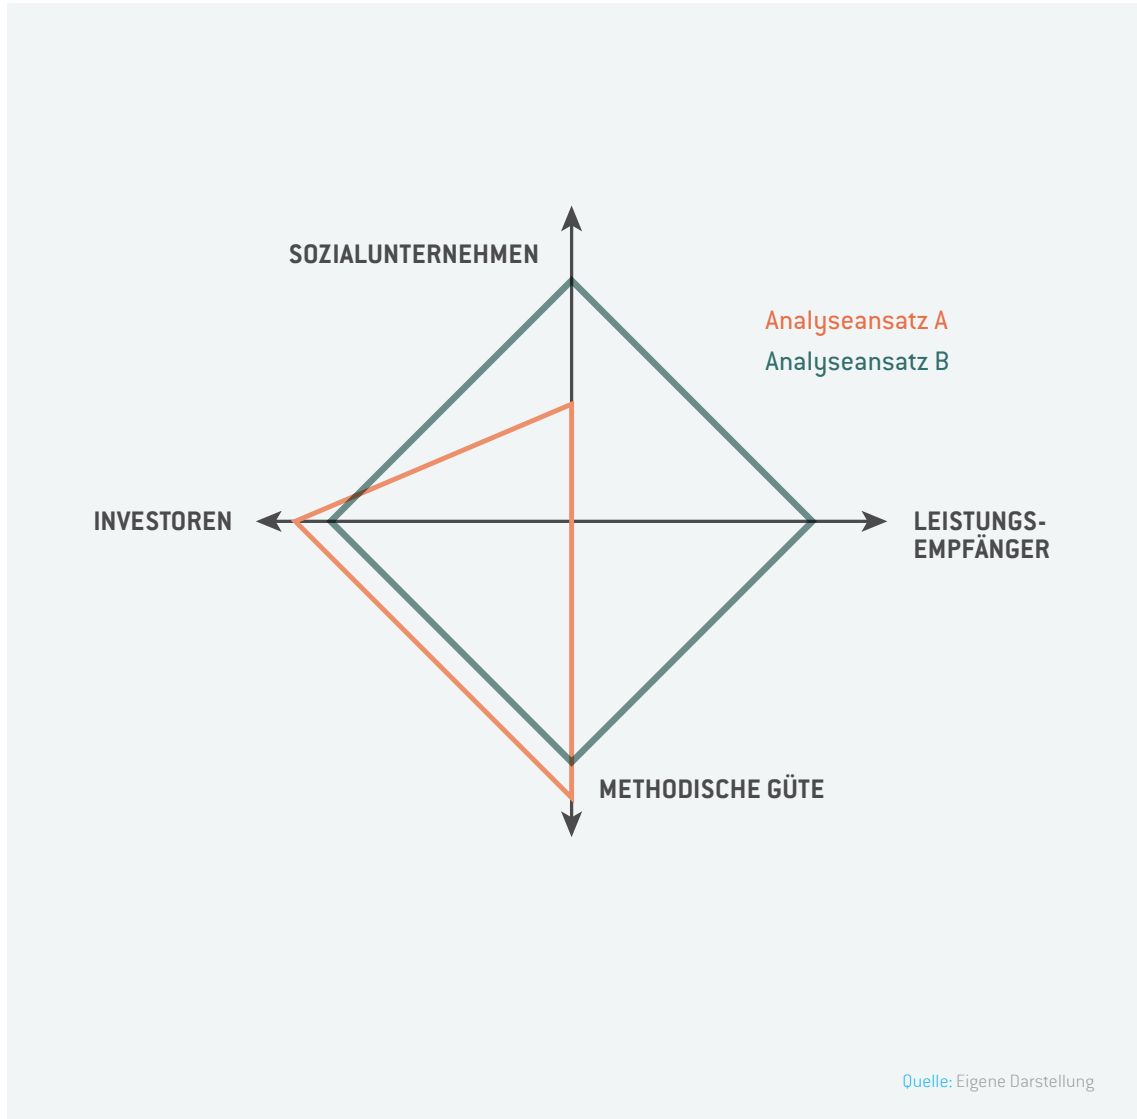 SOZIALUNTERNEHMEN
Analyseansatz A
Analyseansatz B
INVESTOREN
LEISTUNGS-
EMPFÄNGER
METHODISCHE GÜTE
Quelle: Eigene Darstellung